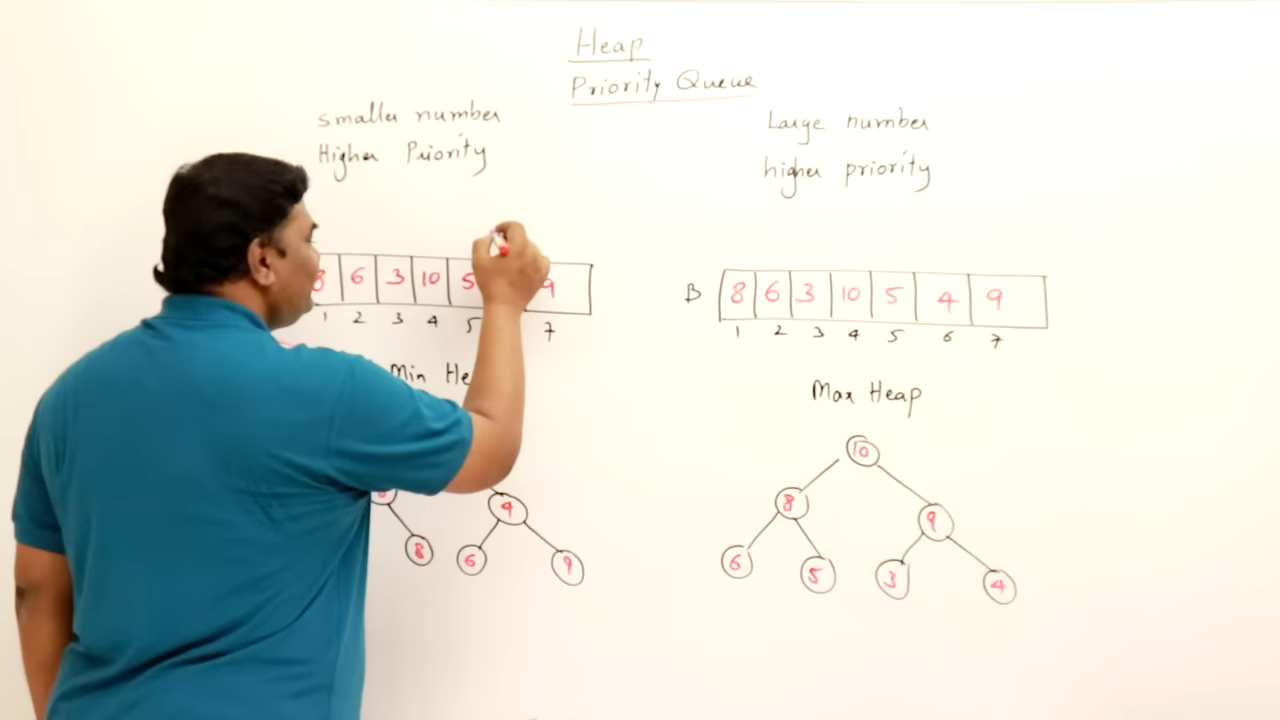 Heap
Priority Queue
smaller number
Higher Priority
Large number
higher priority
8 6 3 10 5 9
1 2 3 4 5 7
B 8 6 3 10 5 4 9
1 2 3 4 5 6 7
Min He
Max Heap
10
8 9
6 5 3 4
4
8 6 9